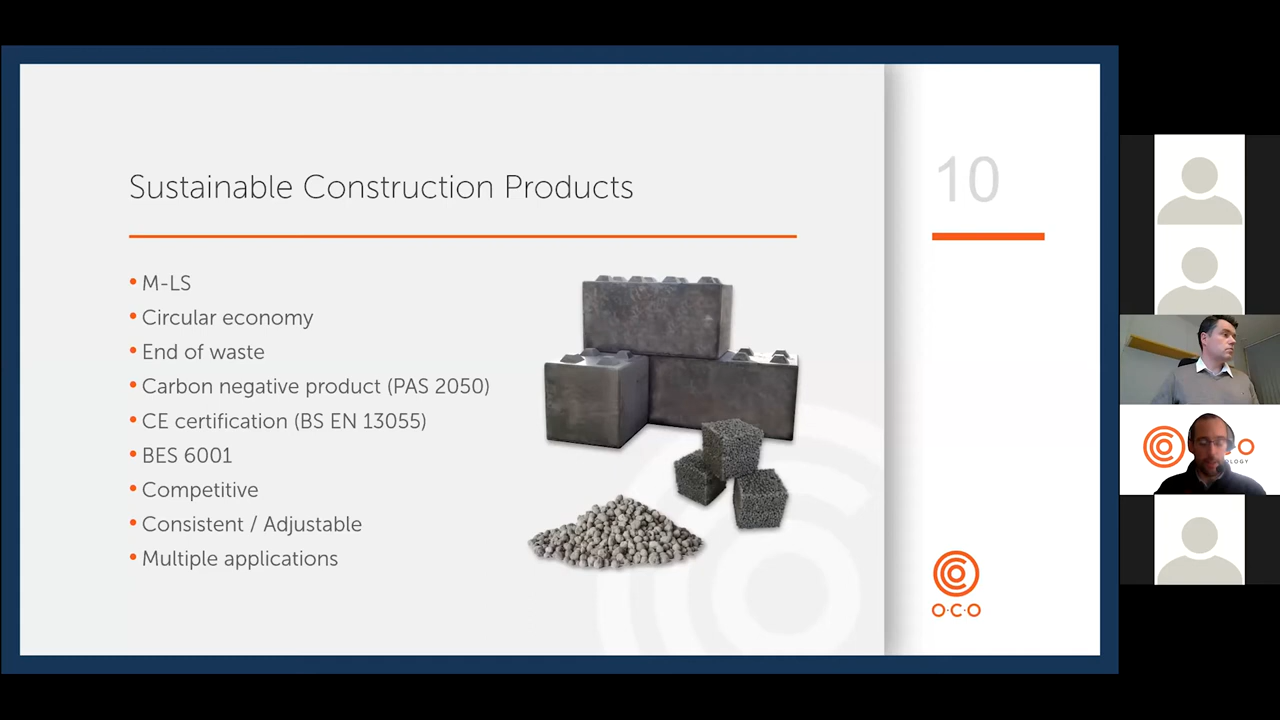 Sustainable Construction Products
10
• M-LS
• Circular economy
• End of waste
• Carbon negative product (PAS 2050)
• CE certification (BS EN 13055)
• BES 6001
• Competitive
• Consistent / Adjustable
• Multiple applications
O·C·O